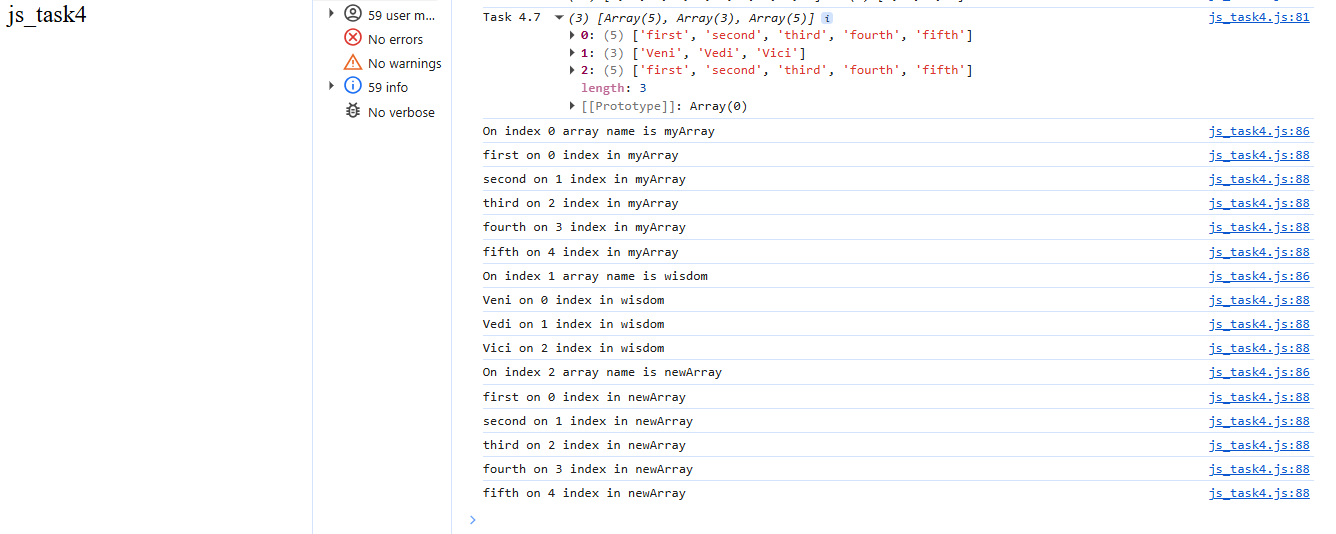 js_task4
59 user m...
No errors
No warnings
59 info
No verbose
Task 4.7 (3) [Array(5), Array(3), Array(5)] i js_task4.js:81
0: (5) ['first', 'second', 'third', 'fourth', 'fifth']
1: (3) ['Veni', 'Vedi', 'Vici']
2: (5) ['first', 'second', 'third', 'fourth', 'fifth']
length: 3
[[Prototype]]: Array(0)
On index 0 array name is myArray js_task4.js:86
first on 0 index in myArray js_task4.js:88
second on 1 index in myArray js_task4.js:88
third on 2 index in myArray js_task4.js:88
fourth on 3 index in myArray js_task4.js:88
fifth on 4 index in myArray js_task4.js:88
On index 1 array name is wisdom js_task4.js:86
Veni on 0 index in wisdom js_task4.js:88
Vedi on 1 index in wisdom js_task4.js:88
Vici on 2 index in wisdom js_task4.js:88
On index 2 array name is newArray js_task4.js:86
first on 0 index in newArray js_task4.js:88
second on 1 index in newArray js_task4.js:88
third on 2 index in newArray js_task4.js:88
fourth on 3 index in newArray js_task4.js:88
fifth on 4 index in newArray js_task4.js:88